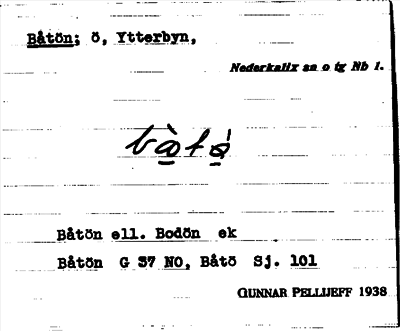 Båtön; ö, Ytterbyn,
Nederkalix sn o tg Nb l.
Båtön ell. Bodön ek
Båtön G 37 NO, Båtö Sj. 101
GUNNAR PELLIJEFF 1938